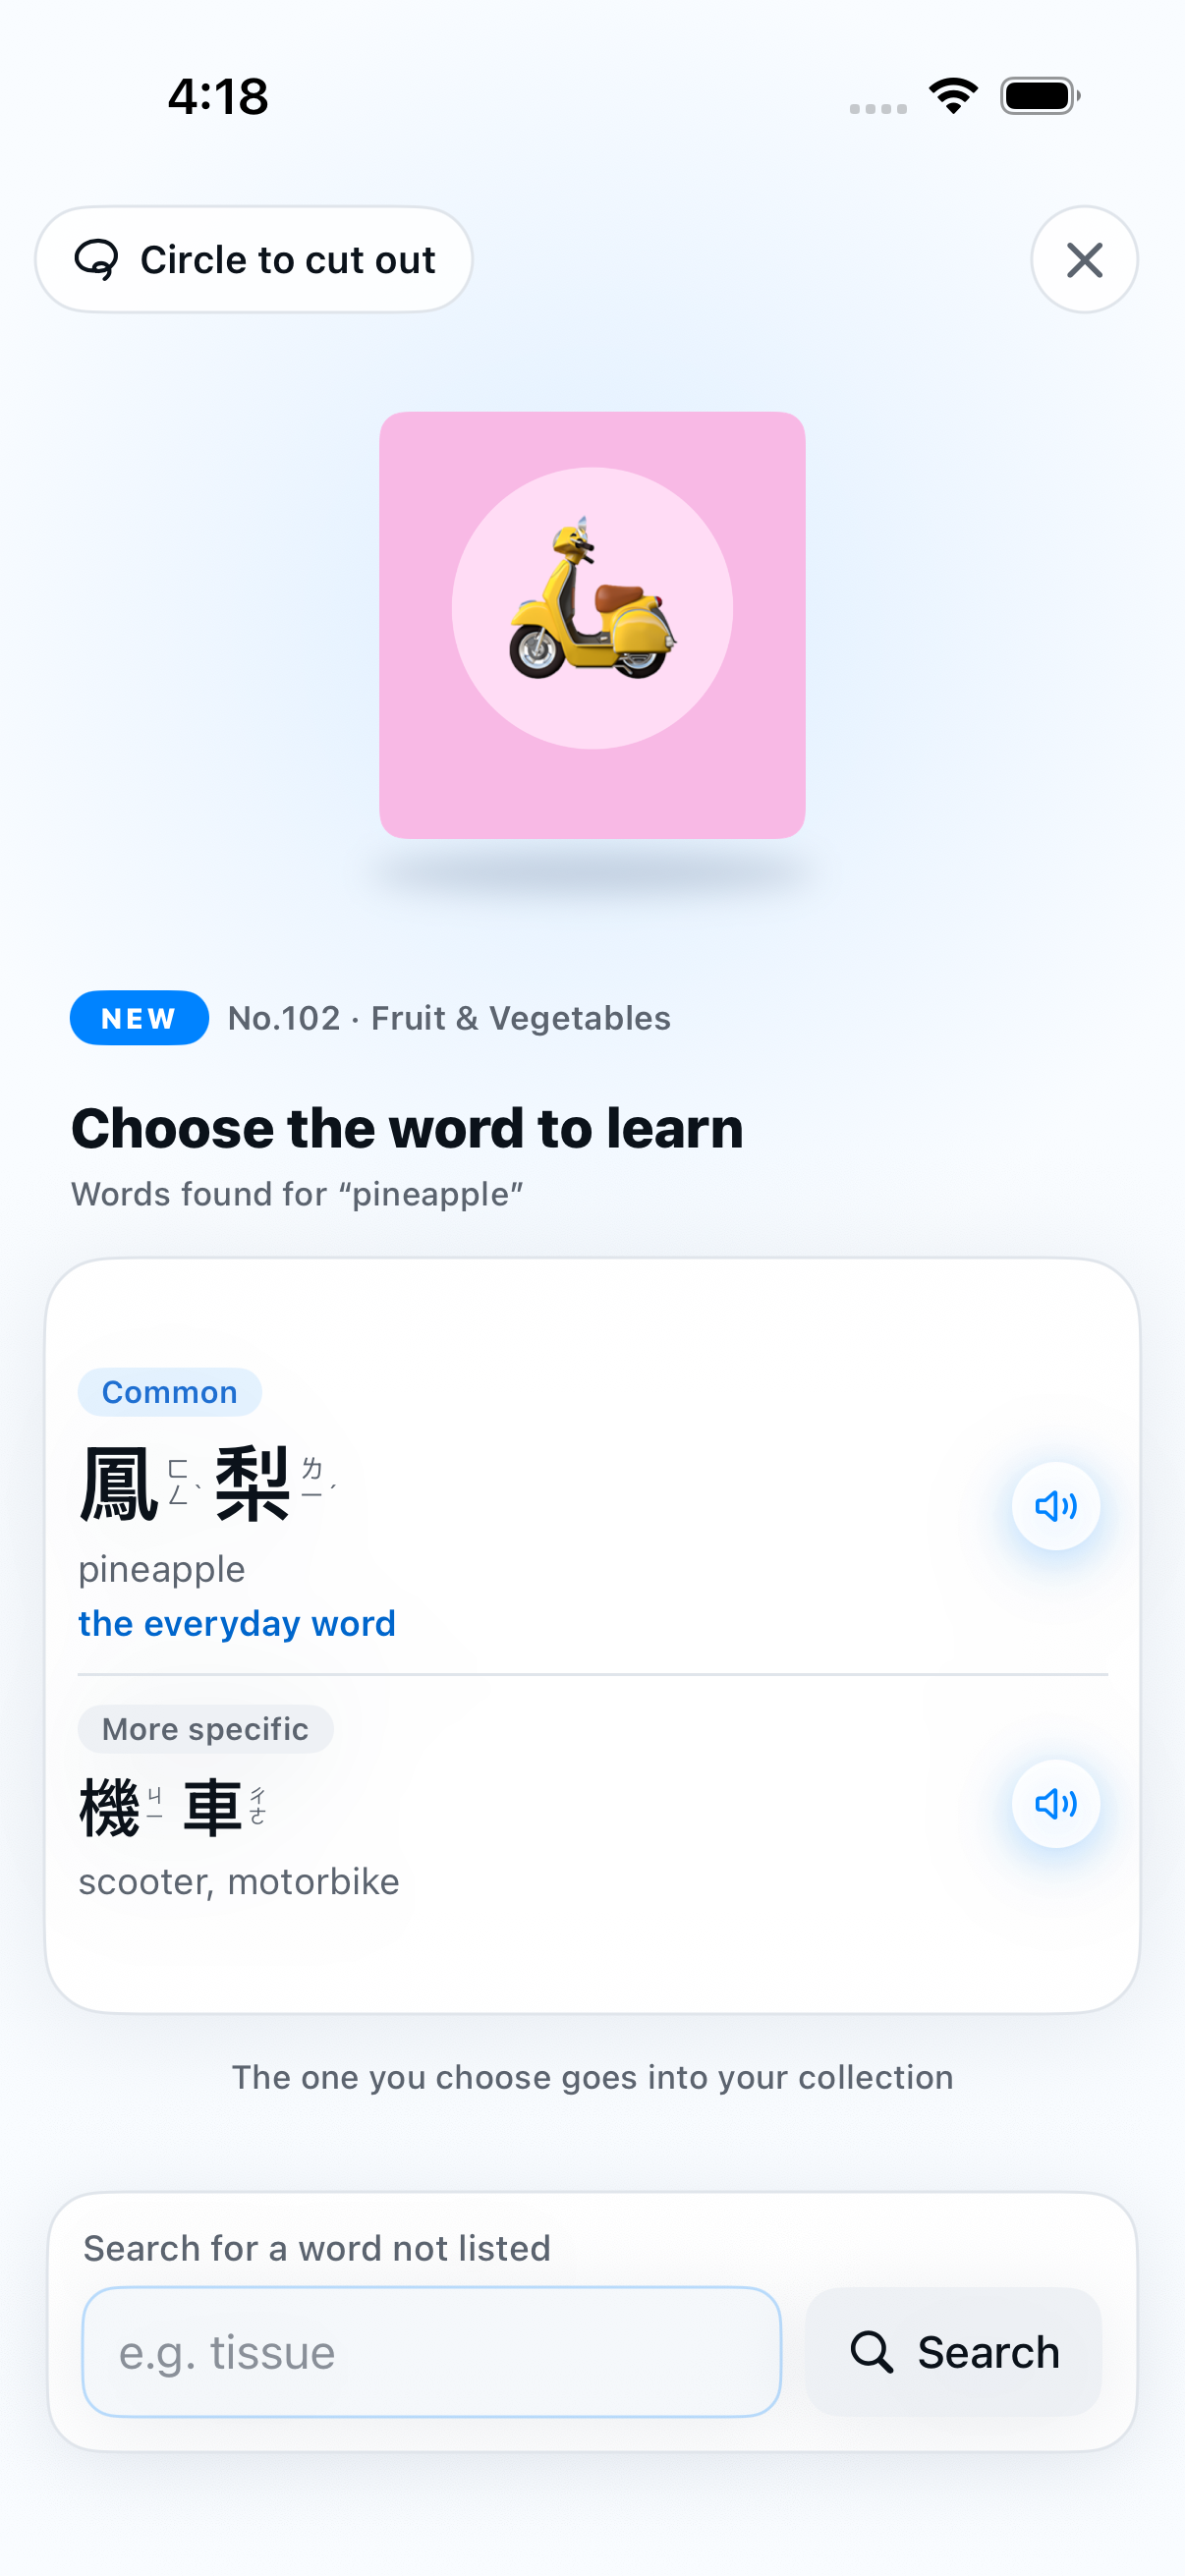 4:18
Circle to cut out
NEW No.102 · Fruit & Vegetables
Choose the word to learn
Words found for “pineapple”
Common
鳳ㄈㄥˋ梨ㄌㄧˊ
pineapple
the everyday word
More specific
機ㄐㄧ車ㄔㄜ
scooter, motorbike
The one you choose goes into your collection
Search for a word not listed
e.g. tissue
Search